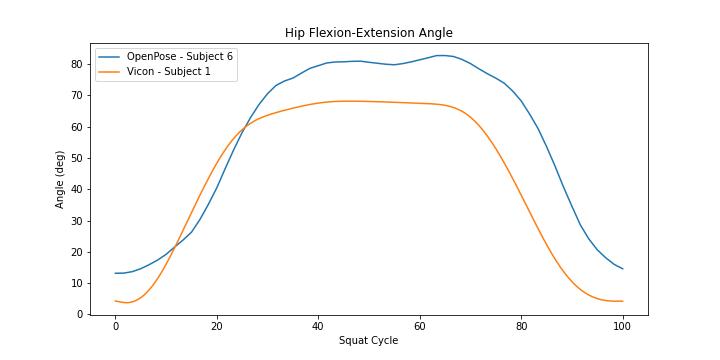 Hip Flexion-Extension Angle
OpenPose - Subject 6
Vicon - Subject 1
Angle (deg)
80
70
60
50
40
30
20
10
0
0 20 40 60 80 100
Squat Cycle